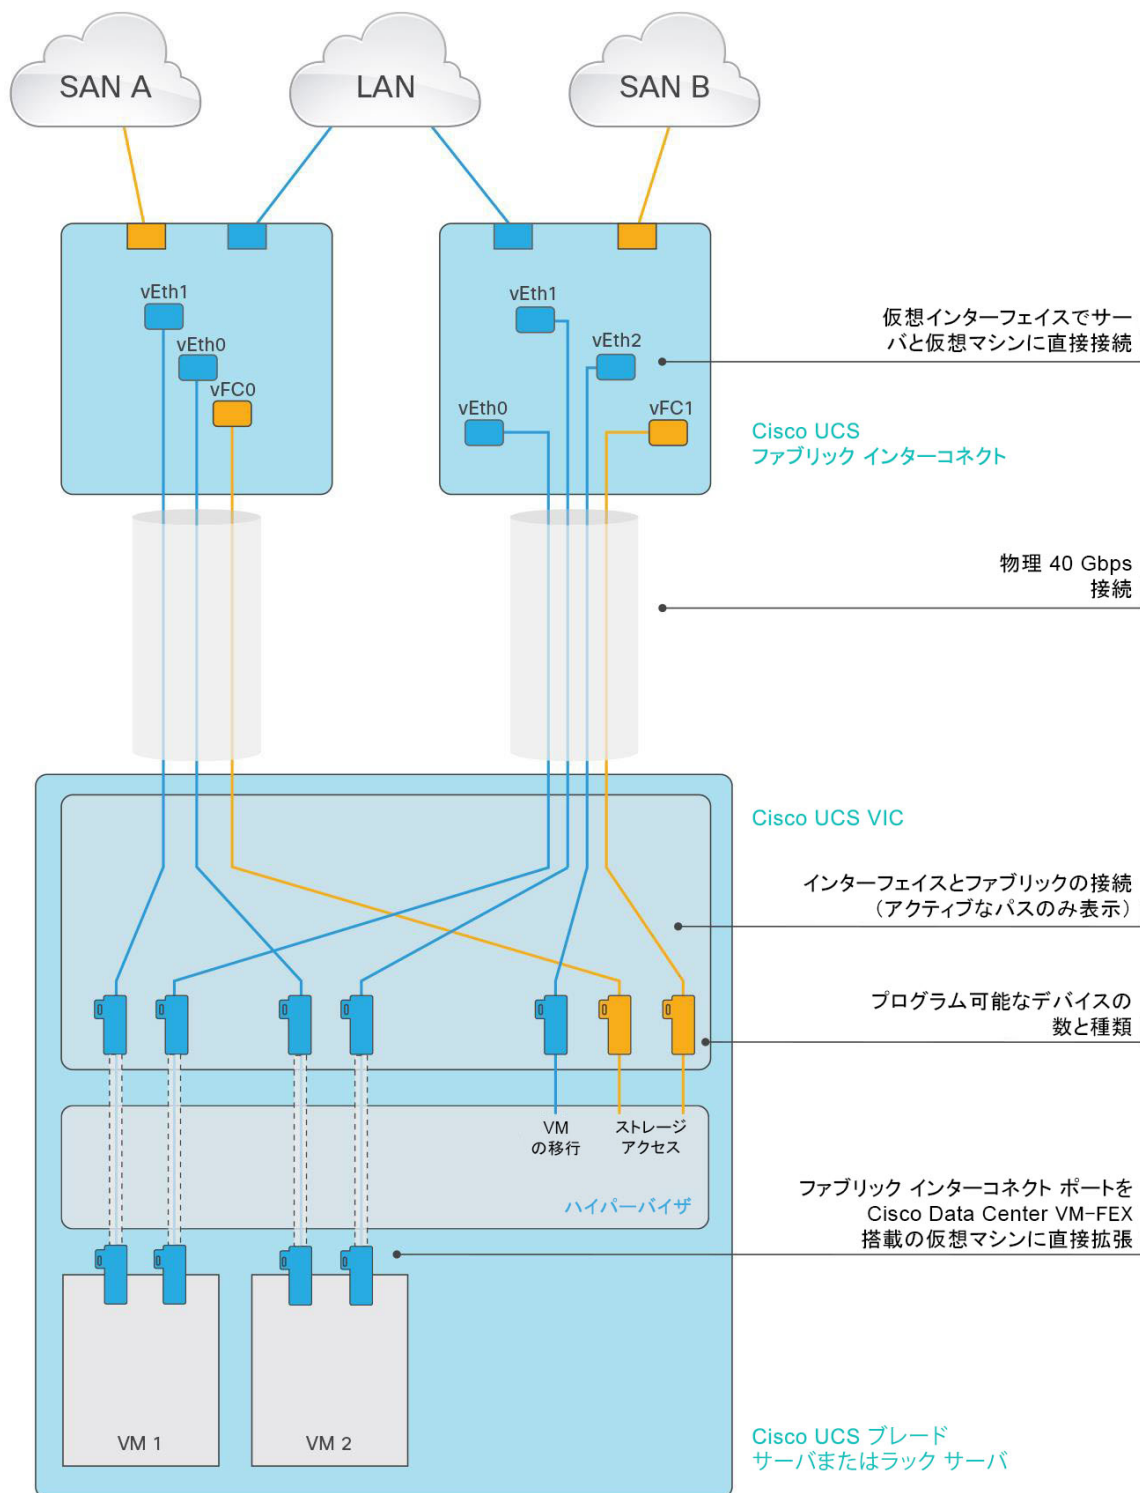 SAN A
LAN
SAN B
vEth1
vEth0
vFC0
vEth1
vEth2
vEth0
vFC1
仮想インターフェイスでサー
バと仮想マシンに直接接続
Cisco UCS
ファブリック インターコネクト
物理 40 Gbps
接続
Cisco UCS VIC
インターフェイスとファブリックの接続
(アクティブなパスのみ表示)
プログラム可能なデバイスの
数と種類
VM
の移行
ストレージ
アクセス
ハイパーバイザ
ファブリック インターコネクト ポートを
Cisco Data Center VM-FEX
搭載の仮想マシンに直接拡張
VM 1
VM 2
Cisco UCS ブレード
サーバまたはラック サーバ